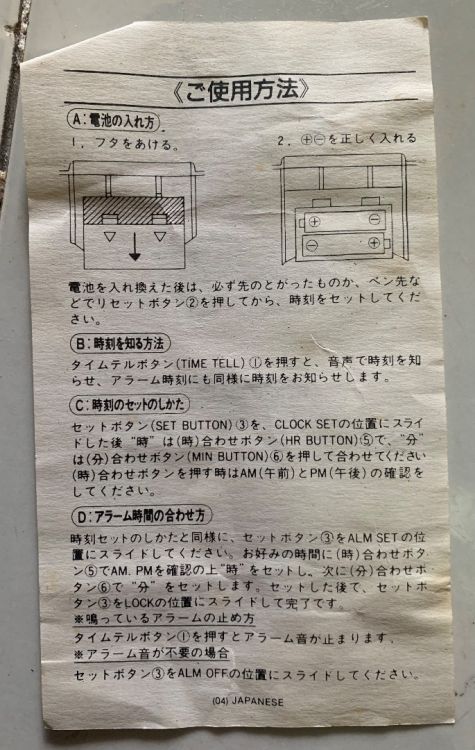 《ご使用方法》
A:電池の入れ方
1. フタをあける。
2. ⊕⊖を正しく入れる
⊕ ⊖
⊖ ⊕
電池を入れ換えた後は、必ず先のとがったものか、ペン先な
どでリセットボタン②を押してから、時刻をセットしてくだ
さい。
B:時刻を知る方法
タイムテルボタン(TiME TELL)①を押すと、音声で時刻を知
らせ、アラーム時刻にも同様に時刻をお知らせします。
C:時刻のセットのしかた
セットボタン(SET BUTTON)③を、CLOCK SETの位置にスライ
ドした後“時”は(時)合わせボタン(HR BUTTON)⑤で、“分”
は(分)合わせボタン(MIN BUTTON)⑥を押して合わせてください
(時)合わせボタンを押す時はAM(午前)とPM(午後)の確認を
してください。
D:アラーム時間の合わせ方
時刻セットのしかたと同様に、セットボタン③をALM SETの位
置にスライドしてください。お好みの時間に(時)合わせボタ
ン⑤でAM. PMを確認の上“時”をセットし、次に(分)合わせボ
タン⑥で“分”をセットします。セットした後て、セットボ
タン③をLOCKの位置にスライドして完了です。
※鳴っているアラームの止め方
タイムテルボタン①を押すとアラーム音が止まります.
※アラーム音が不要の場合
セットボタン③をALM OFFの位置にスライドしてください。
(04) JAPANESE